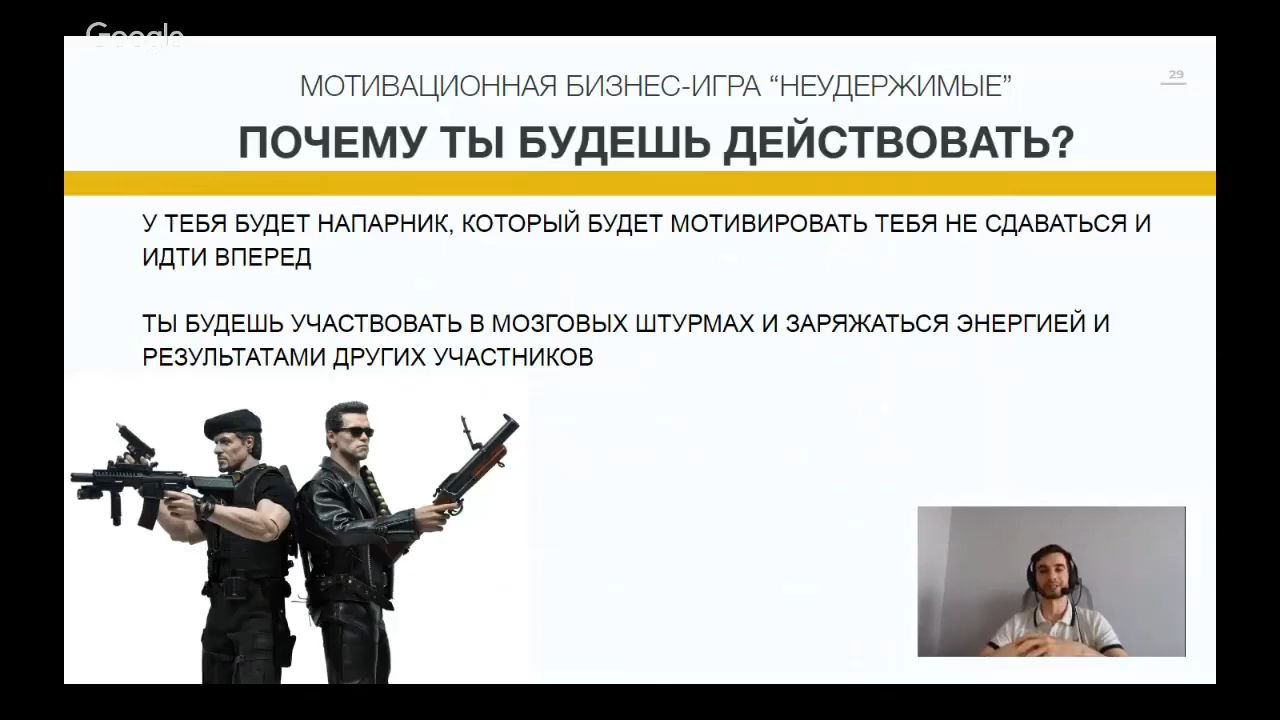 Google
МОТИВАЦИОННАЯ БИЗНЕС-ИГРА “НЕУДЕРЖИМЫЕ”
29
ПОЧЕМУ ТЫ БУДЕШЬ ДЕЙСТВОВАТЬ?
У ТЕБЯ БУДЕТ НАПАРНИК, КОТОРЫЙ БУДЕТ МОТИВИРОВАТЬ ТЕБЯ НЕ СДАВАТЬСЯ И
ИДТИ ВПЕРЕД
ТЫ БУДЕШЬ УЧАСТВОВАТЬ В МОЗГОВЫХ ШТУРМАХ И ЗАРЯЖАТЬСЯ ЭНЕРГИЕЙ И
РЕЗУЛЬТАТАМИ ДРУГИХ УЧАСТНИКОВ